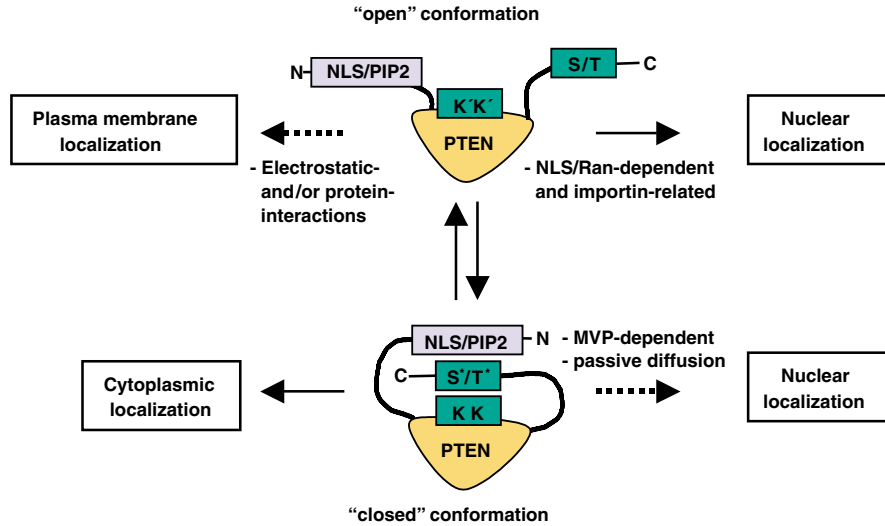 “open” conformation
N
NLS/PIP2
S/T
C
K´K´
PTEN
Plasma membrane
localization
- Electrostatic-
and/or protein-
interactions
- NLS/Ran-dependent
and importin-related
Nuclear
localization
NLS/PIP2
N
C
S*/T*
K K
PTEN
- MVP-dependent
- passive diffusion
Cytoplasmic
localization
Nuclear
localization
“closed” conformation